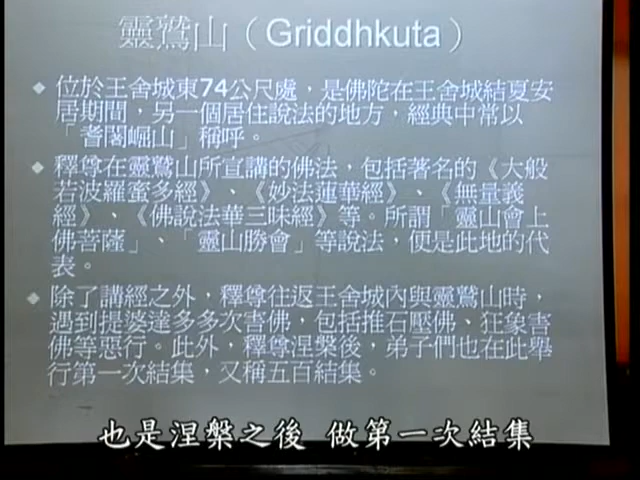 靈鷲山（Griddhkuta）
位於王舍城東74公尺處，是佛陀在王舍城結夏安
居期間，另一個居住說法的地方，經典中常以
「耆闍崛山」稱呼。
釋尊在靈鷲山所宣講的佛法，包括著名的《大般
若波羅蜜多經》、《妙法蓮華經》、《無量義
經》、《佛說法華三昧經》等。所謂「靈山會上
佛菩薩」、「靈山勝會」等說法，便是此地的代
表。
除了講經之外，釋尊往返王舍城內與靈鷲山時，
遇到提婆達多多次害佛，包括推石壓佛、狂象害
佛等惡行。此外，釋尊涅槃後，弟子們也在此舉
行第一次結集，又稱五百結集。
也是涅槃之後 做第一次結集